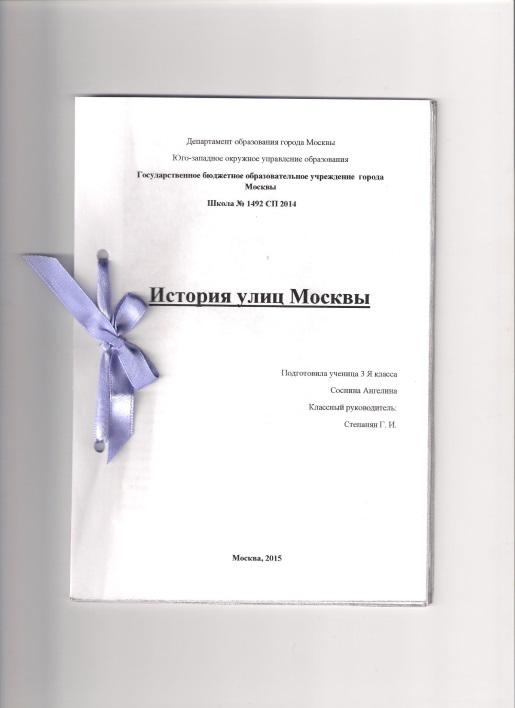 Департамент образования города Москвы
Юго-западное окружное управление образования
Государственное бюджетное образовательное учреждение города
Москвы
Школа № 1492 СП 2014
История улиц Москвы
Подготовила ученица 3 Я класса
Соснина Ангелина
Классный руководитель:
Степанян Г. И.
Москва, 2015